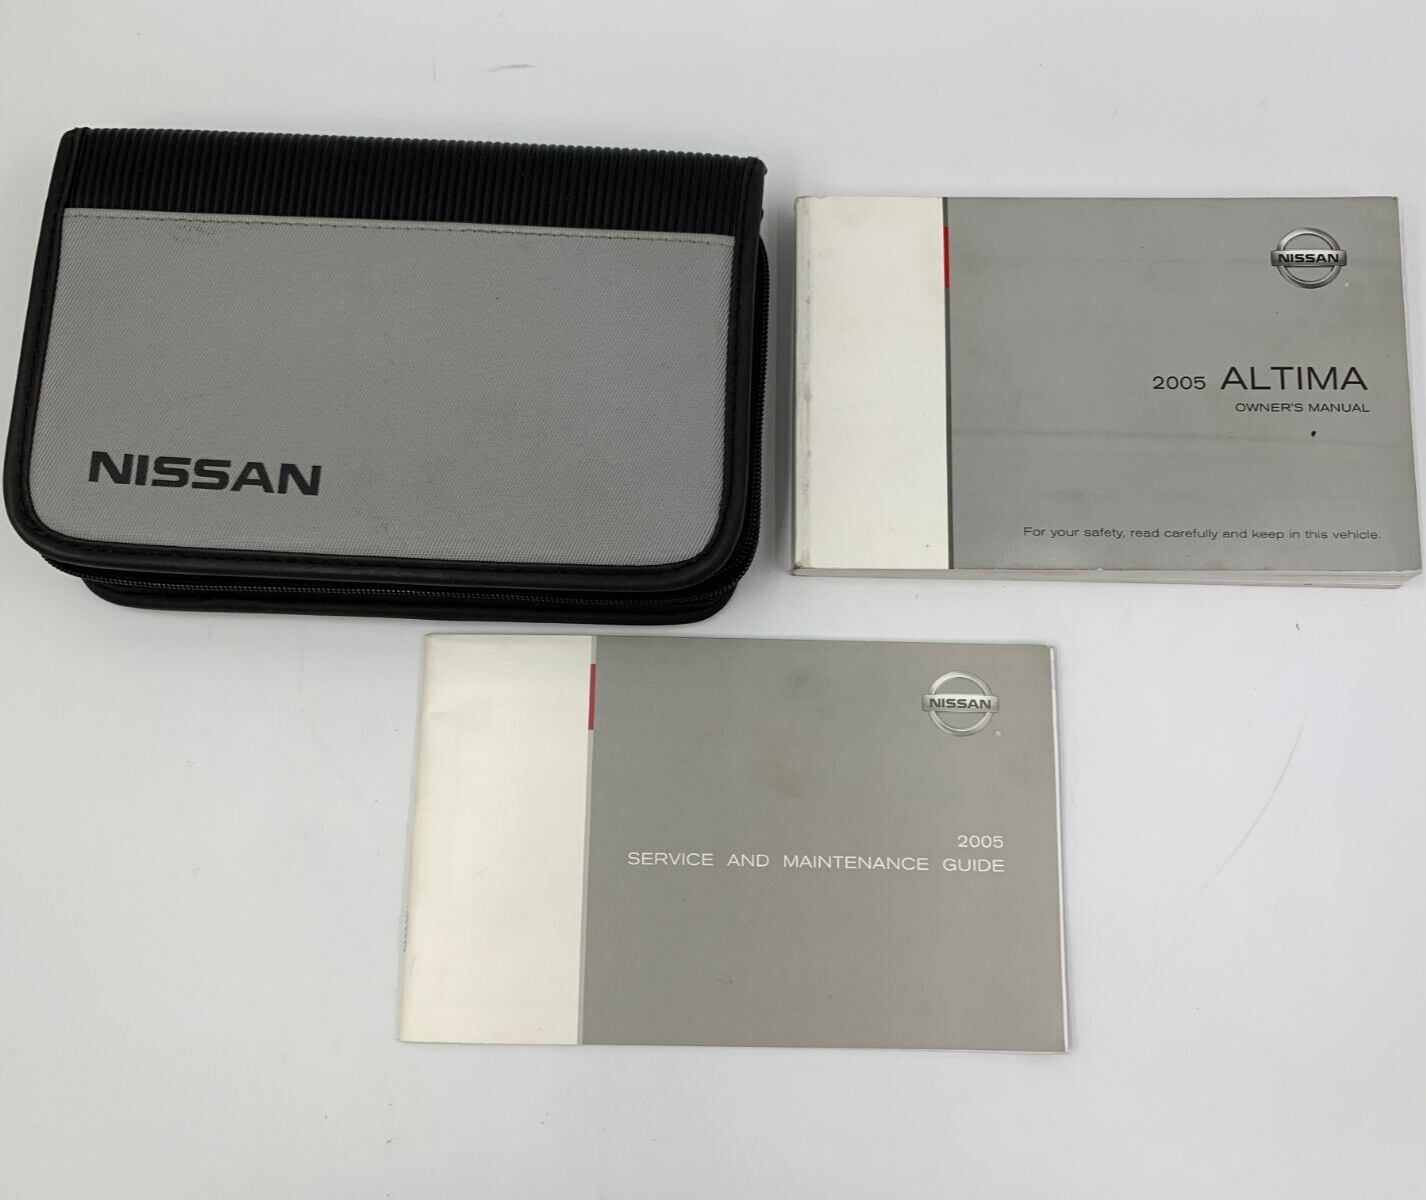 NISSAN
NISSAN
2005 ALTIMA
OWNER'S MANUAL
For your safety, read carefully and keep in this vehicle.
NISSAN
2005
SERVICE AND MAINTENANCE GUIDE